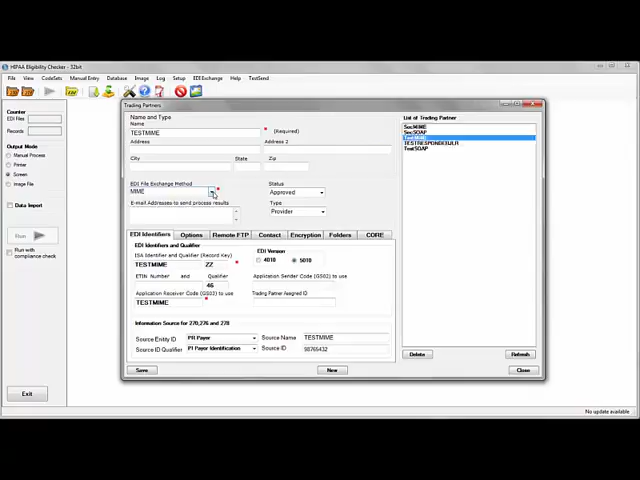 HIPAA Eligibility Checker - 32bit
File View CodeSets Manual Entry Database Image Log Setup EDI Exchange Help TestSend
Counter
EDI Files
Records
Output Mode
Manual Process
Printer
Screen
Image File
Data Import
Run
Run with
compliance check
Exit
Trading Partners
Name and Type
Name
TESTMIME
(Required)
Address
Address 2
City
State
Zip
EDI File Exchange Method
Status
MIME
Approved
E-mail Addresses to send process results
Type
Provider
EDI Identifiers Options Remote FTP Contact Encryption Folders CORE
EDI Identifiers and Qualifier
ISA Identifier and Qualifier (Record Key)
TESTMIME ZZ
EDI Version
4010 5010
ETIN Number and Qualifier
46
Application Sender Code (GS02) to use
Application Receiver Code (GS03) to use
TESTMIME
Trading Partner Assigned ID
Information Source for 270,276 and 278
Source Entity ID PR Payer Source Name TESTMIME
Source ID Qualifier PI Payor Identification Source ID 98765432
Save
New
List of Trading Partner
SecMIME
SecSOAP
TestMIME
TESTRESPONDERULR
TestSOAP
Delete
Refresh
Close
No update available